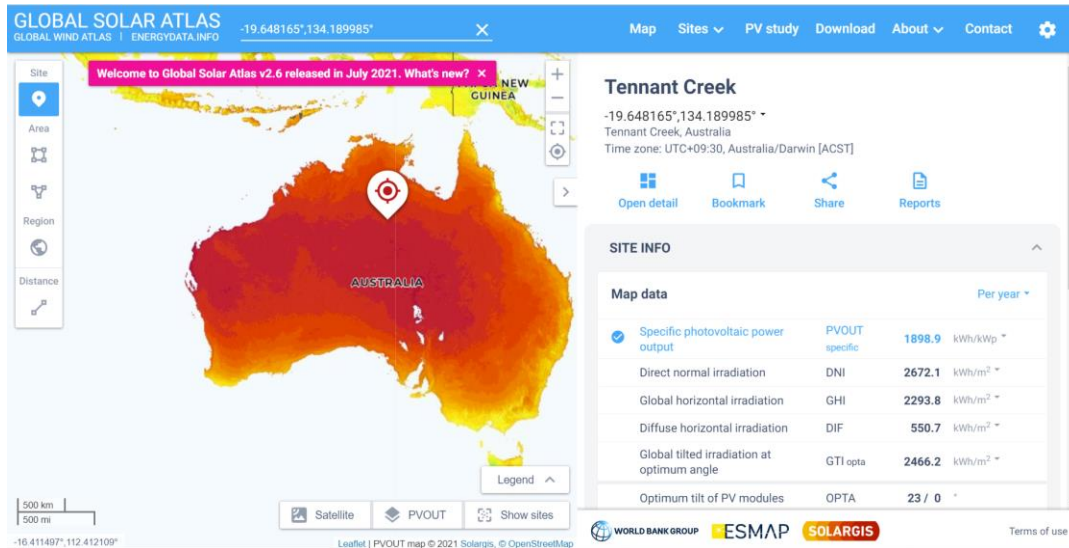 GLOBAL SOLAR ATLAS
GLOBAL WIND ATLAS | ENERGYDATA.INFO
-19.648165°,134.189985°
Map Sites PV study Download About Contact
Site
Area
Region
Distance
Welcome to Global Solar Atlas v2.6 released in July 2021. What's new? ×
NEW
GUINEA
AUSTRALIA
Legend
500 km
500 mi
Satellite PVOUT Show sites
-16.411497°,112.412109°
Leaflet | PVOUT map © 2021 Solargis, © OpenStreetMap
Tennant Creek
-19.648165°,134.189985°
Tennant Creek, Australia
Time zone: UTC+09:30, Australia/Darwin [ACST]
Open detail Bookmark Share Reports
SITE INFO
Map data Per year
Specific photovoltaic power output PVOUT specific 1898.9 kWh/kWp
Direct normal irradiation DNI 2672.1 kWh/m²
Global horizontal irradiation GHI 2293.8 kWh/m²
Diffuse horizontal irradiation DIF 550.7 kWh/m²
Global tilted irradiation at optimum angle GTI opta 2466.2 kWh/m²
Optimum tilt of PV modules OPTA 23 / 0 °
WORLD BANK GROUP ESMAP SOLARGIS
Terms of use